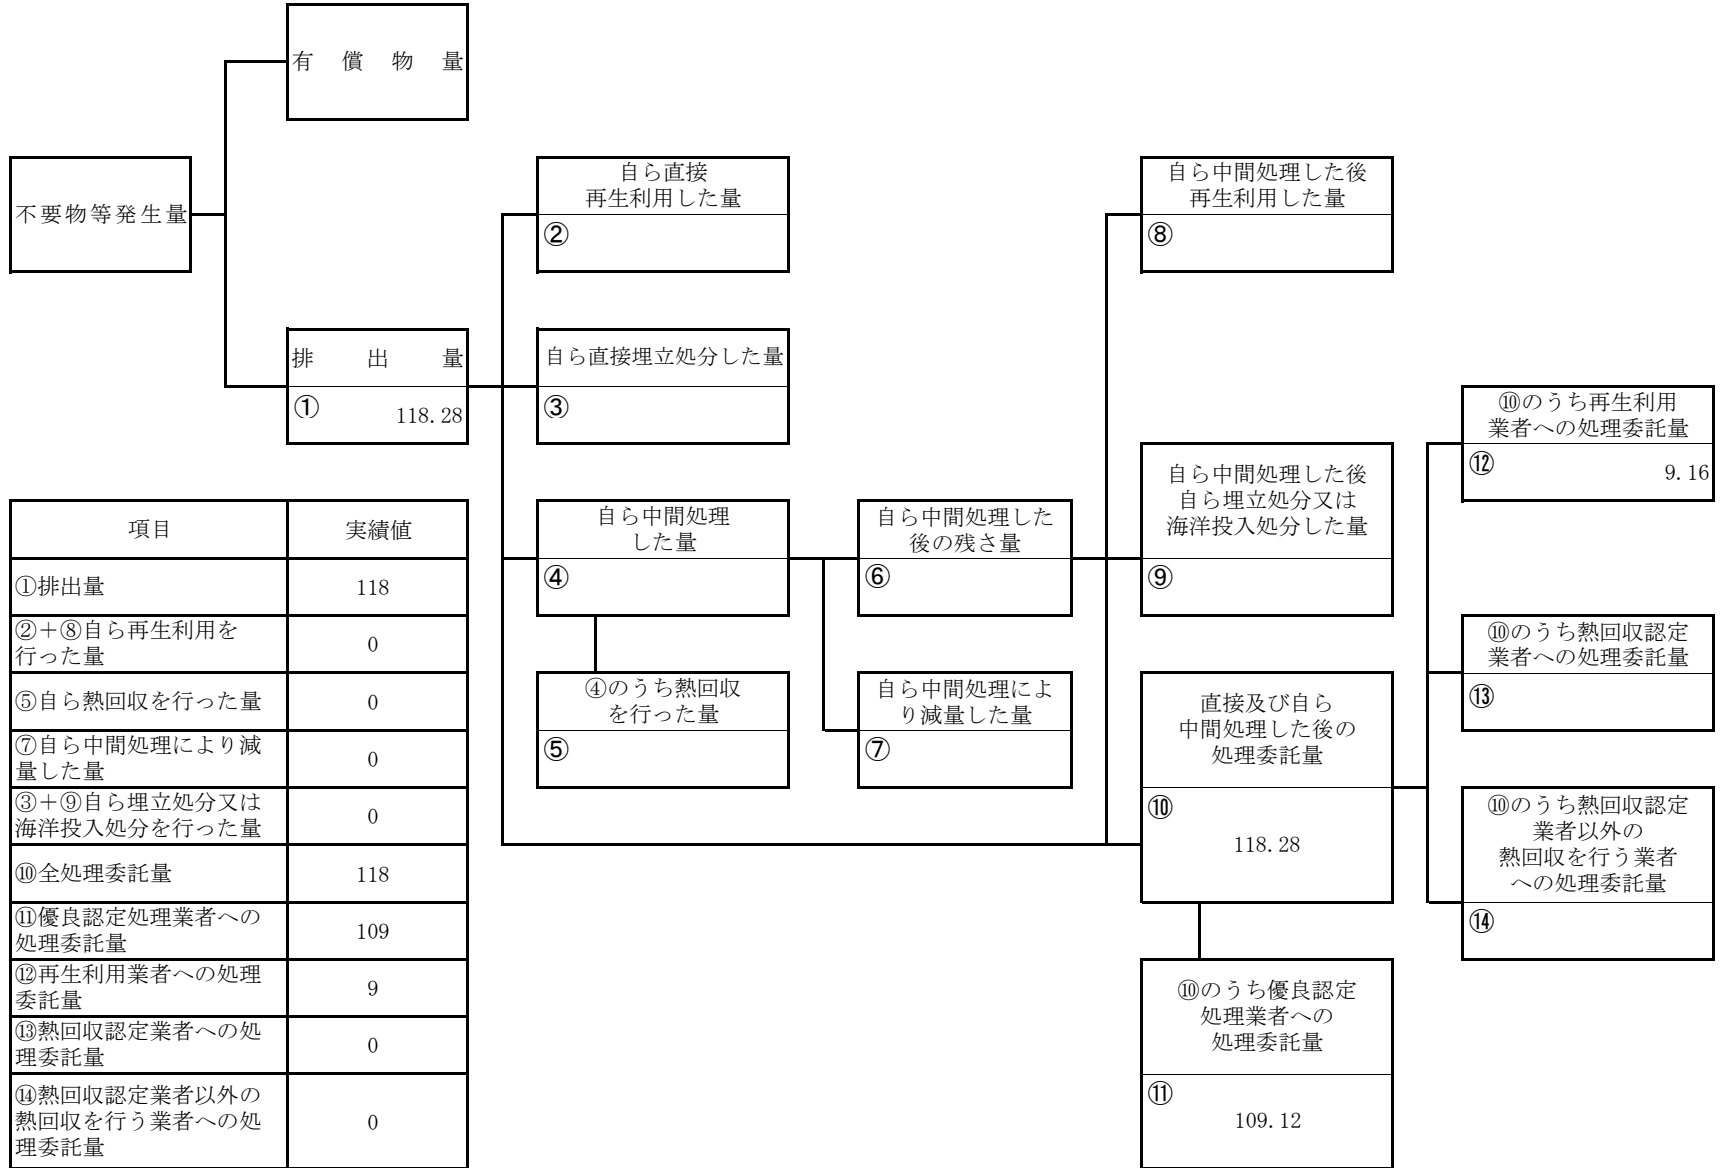 有償物量
不要物等発生量
排出量
①
118.28
自ら直接
再生利用した量
②
自ら直接埋立処分した量
③
自ら中間処理
した量
④
④のうち熱回収
を行った量
⑤
自ら中間処理した
後の残さ量
⑥
自ら中間処理によ
り減量した量
⑦
自ら中間処理した後
再生利用した量
⑧
自ら中間処理した後
自ら埋立処分又は
海洋投入処分した量
⑨
直接及び自ら
中間処理した後の
処理委託量
⑩
118.28
⑩のうち優良認定
処理業者への
処理委託量
⑪
109.12
⑩のうち再生利用
業者への処理委託量
⑫
9.16
⑩のうち熱回収認定
業者への処理委託量
⑬
⑩のうち熱回収認定
業者以外の
熱回収を行う業者
への処理委託量
⑭
項目 実績値
①排出量 118
②＋⑧自ら再生利用を
行った量 0
⑤自ら熱回収を行った量 0
⑦自ら中間処理により減
量した量 0
③＋⑨自ら埋立処分又は
海洋投入処分を行った量 0
⑩全処理委託量 118
⑪優良認定処理業者への
処理委託量 109
⑫再生利用業者への処理
委託量 9
⑬熱回収認定業者への処
理委託量 0
⑭熱回収認定業者以外の
熱回収を行う業者への処
理委託量 0